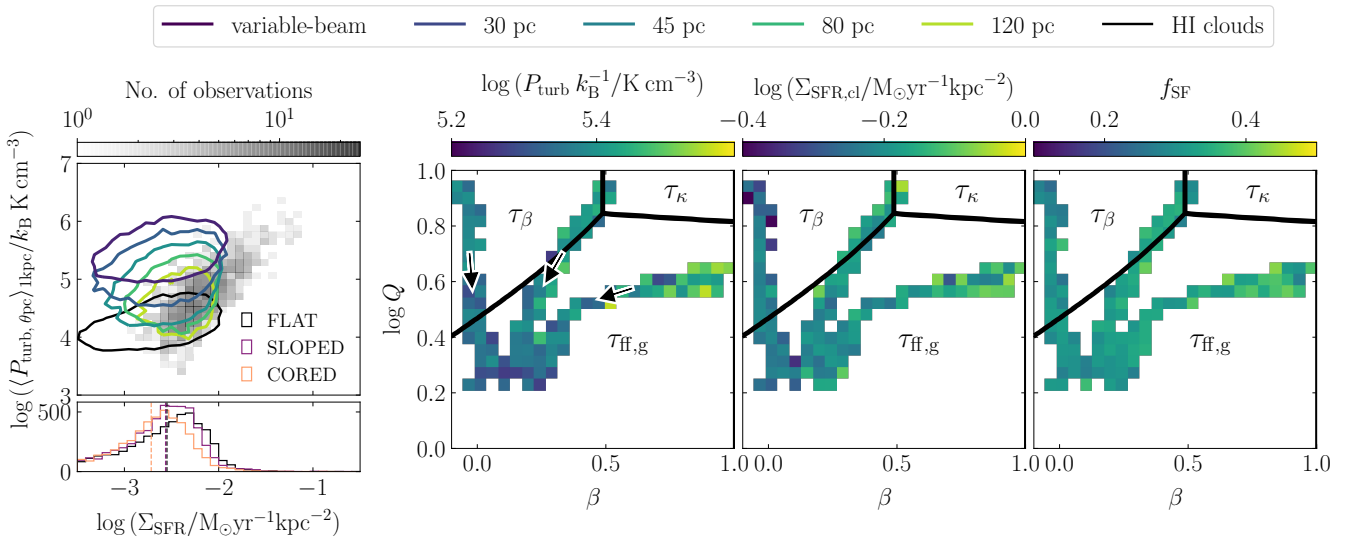 variable-beam 30 pc 45 pc 80 pc 120 pc HI clouds
No. of observations
10⁰ 10¹
log (⟨P_turb, θpc⟩_1kpc/k_B K cm⁻³)
7
6
5
4
3
FLAT
SLOPED
CORED
500
0
−3 −2 −1
log (Σ_SFR/M_⊙yr⁻¹kpc⁻²)
log (P_turb k_B⁻¹/K cm⁻³)
5.2 5.4
log (Σ_SFR,cl/M_⊙yr⁻¹kpc⁻²)
−0.4 −0.2 0.0
f_SF
0.2 0.3 0.4
log Q
1.0
0.8
0.6
0.4
0.2
0.0
τ_β τ_κ
τ_ff,g
0.0 0.5 1.0
β
τ_β τ_κ
τ_ff,g
0.0 0.5 1.0
β
τ_β τ_κ
τ_ff,g
0.0 0.5 1.0
β